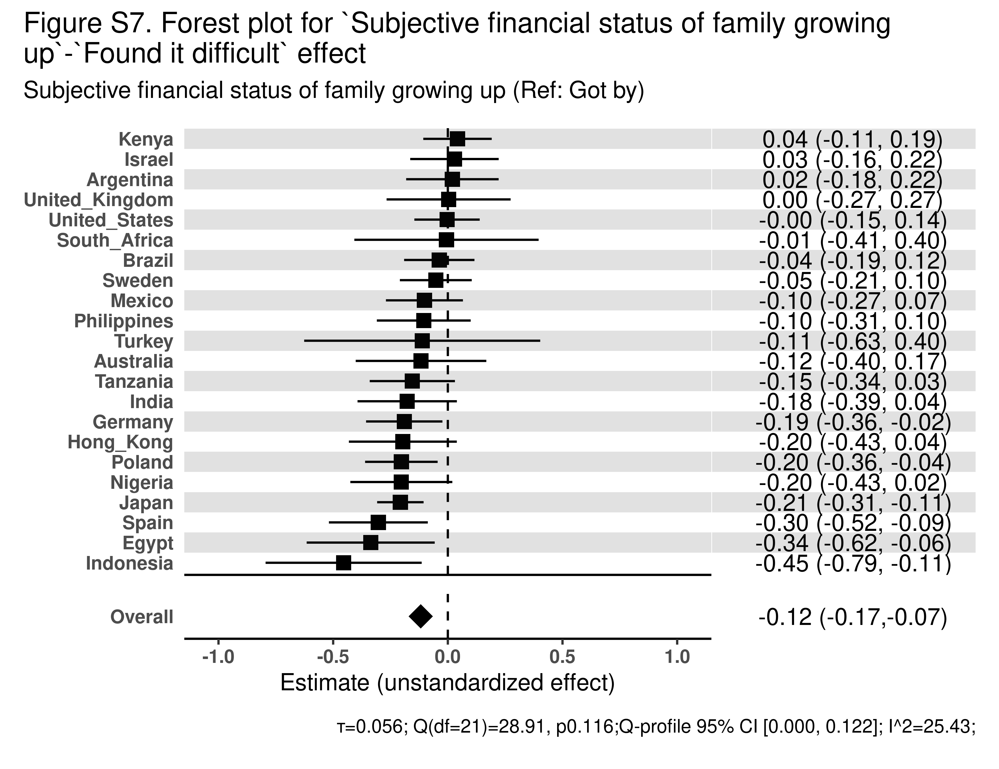 Figure S7. Forest plot for `Subjective financial status of family growing
up`-`Found it difficult` effect
Subjective financial status of family growing up (Ref: Got by)
Kenya 0.04 (-0.11, 0.19)
Israel 0.03 (-0.16, 0.22)
Argentina 0.02 (-0.18, 0.22)
United_Kingdom 0.00 (-0.27, 0.27)
United_States -0.00 (-0.15, 0.14)
South_Africa -0.01 (-0.41, 0.40)
Brazil -0.04 (-0.19, 0.12)
Sweden -0.05 (-0.21, 0.10)
Mexico -0.10 (-0.27, 0.07)
Philippines -0.10 (-0.31, 0.10)
Turkey -0.11 (-0.63, 0.40)
Australia -0.12 (-0.40, 0.17)
Tanzania -0.15 (-0.34, 0.03)
India -0.18 (-0.39, 0.04)
Germany -0.19 (-0.36, -0.02)
Hong_Kong -0.20 (-0.43, 0.04)
Poland -0.20 (-0.36, -0.04)
Nigeria -0.20 (-0.43, 0.02)
Japan -0.21 (-0.31, -0.11)
Spain -0.30 (-0.52, -0.09)
Egypt -0.34 (-0.62, -0.06)
Indonesia -0.45 (-0.79, -0.11)
Overall -0.12 (-0.17,-0.07)
-1.0 -0.5 0.0 0.5 1.0
Estimate (unstandardized effect)
τ=0.056; Q(df=21)=28.91, p0.116;Q-profile 95% CI [0.000, 0.122]; I^2=25.43;